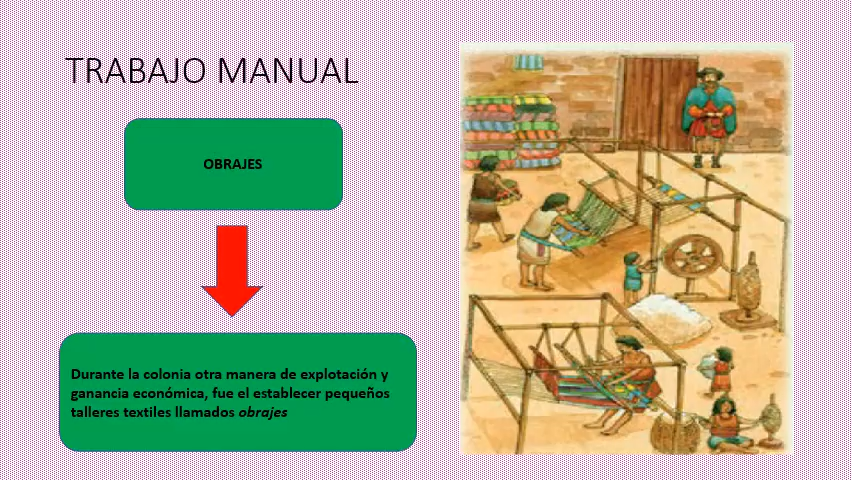 TRABAJO MANUAL
OBRAJES
Durante la colonia otra manera de explotación y
ganancia económica, fue el establecer pequeños
talleres textiles llamados obrajes